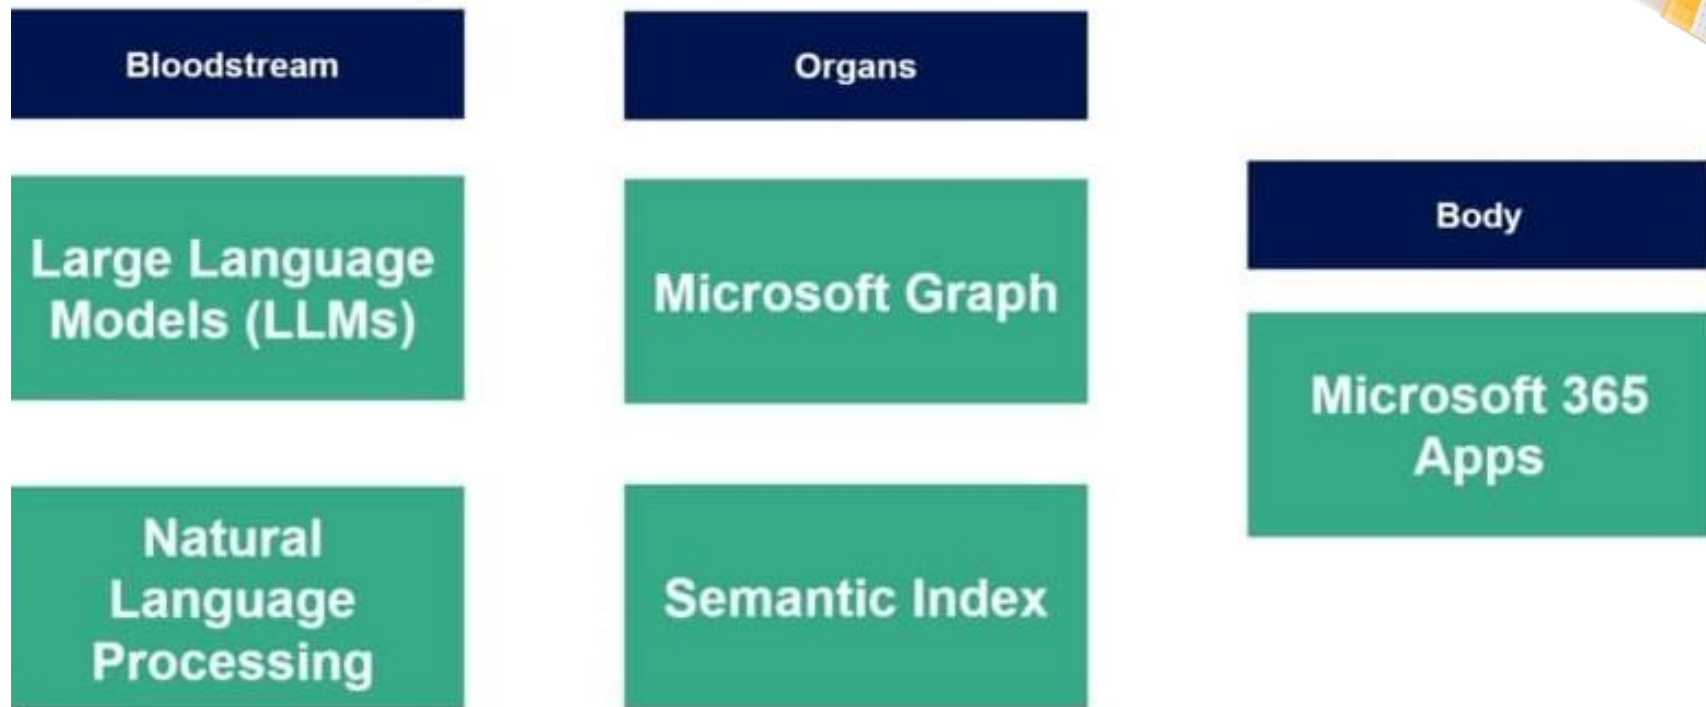 Bloodstream
Large Language
Models (LLMs)
Natural
Language
Processing
Organs
Microsoft Graph
Semantic Index
Body
Microsoft 365
Apps